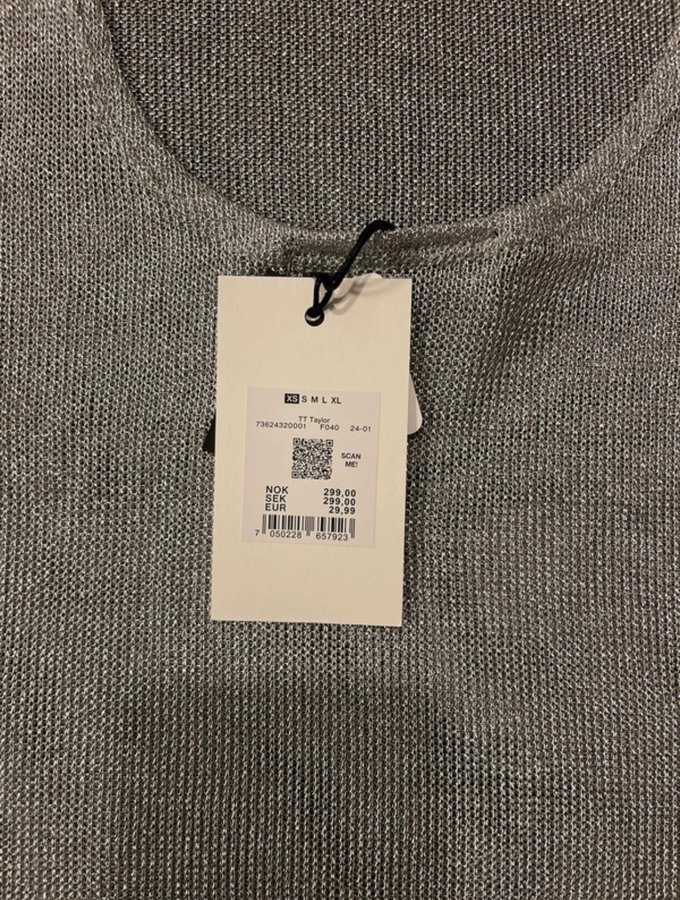 XS S M L XL
TT Taylor
73624320001 F040 24-01
SCAN
ME!
NOK 299,00
SEK 299,00
EUR 29,99
7 050228 657923